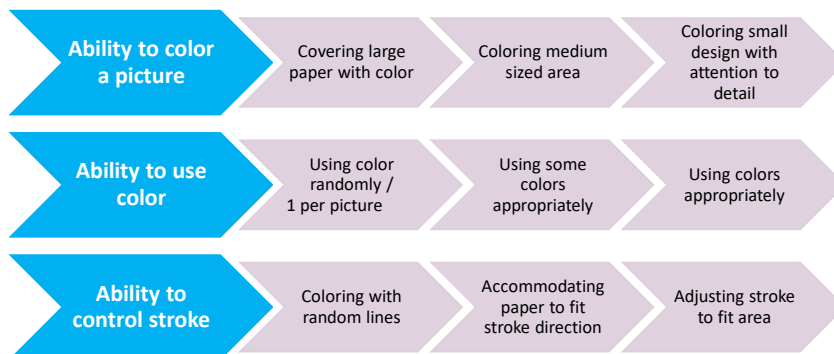 Ability to color
a picture
Covering large
paper with color
Coloring medium
sized area
Coloring small
design with
attention to
detail
Ability to use
color
Using color
randomly /
1 per picture
Using some
colors
appropriately
Using colors
appropriately
Ability to
control stroke
Coloring with
random lines
Accommodating
paper to fit
stroke direction
Adjusting stroke
to fit area